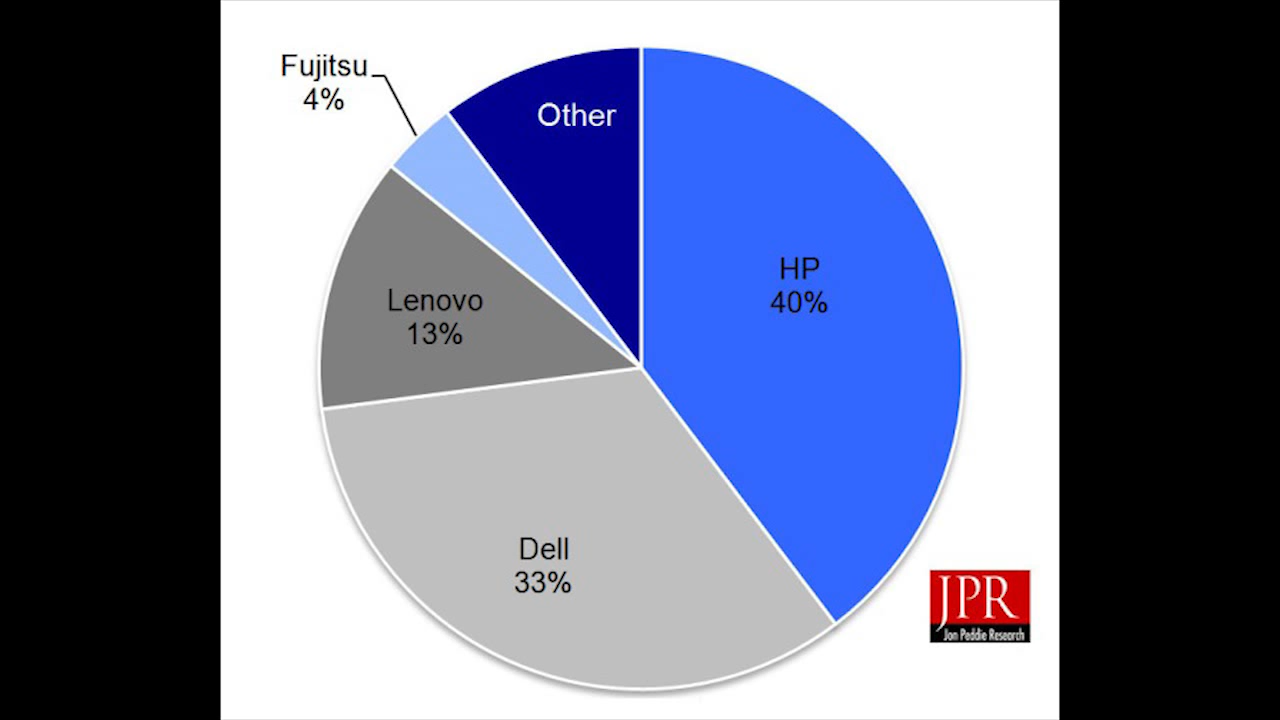 Fujitsu
4%
Other
HP
40%
Lenovo
13%
Dell
33%
JPR
Jon Peddie Research